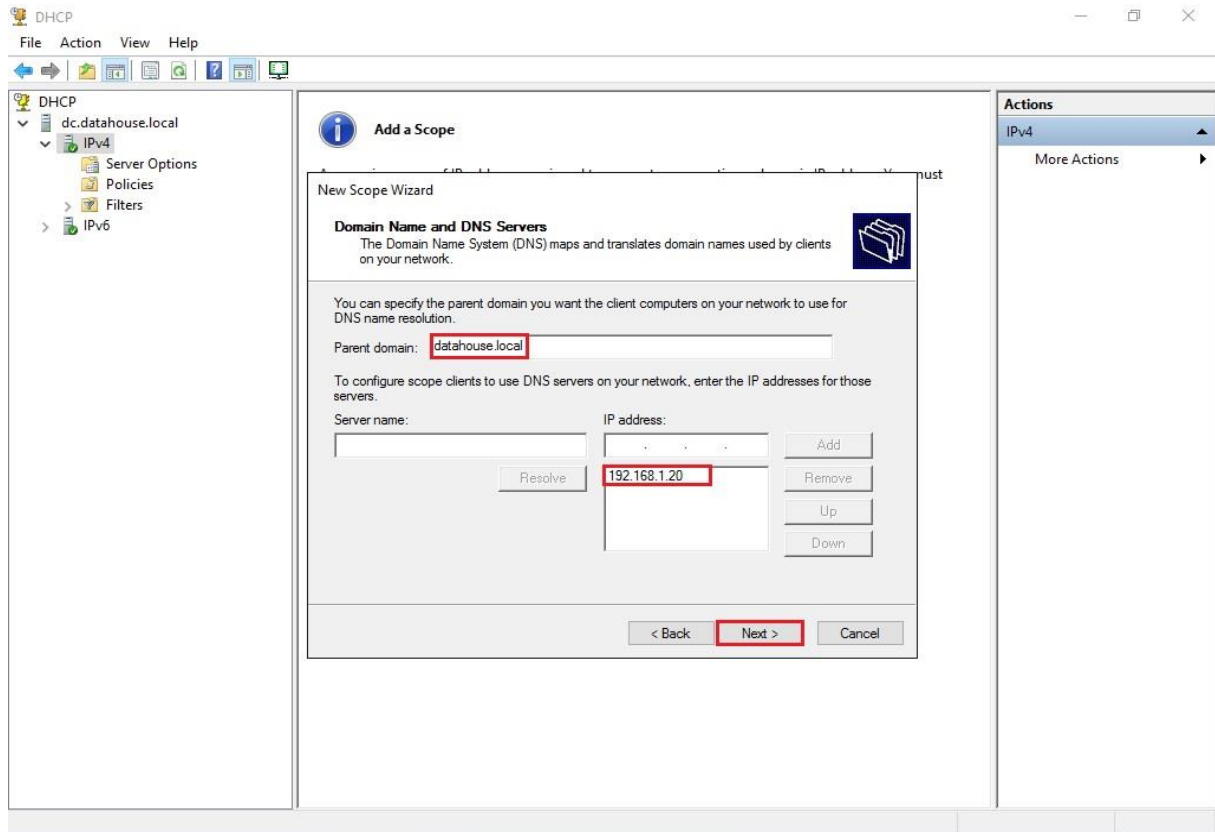 DHCP
File Action View Help
DHCP
dc.datahouse.local
IPv4
Server Options
Policies
Filters
IPv6
Add a Scope
must
New Scope Wizard
Domain Name and DNS Servers
The Domain Name System (DNS) maps and translates domain names used by clients
on your network.
You can specify the parent domain you want the client computers on your network to use for
DNS name resolution.
Parent domain: datahouse.local
To configure scope clients to use DNS servers on your network, enter the IP addresses for those
servers.
Server name: IP address:
. . . Add
Resolve 192.168.1.20 Remove
Up
Down
< Back Next > Cancel
Actions
IPv4
More Actions